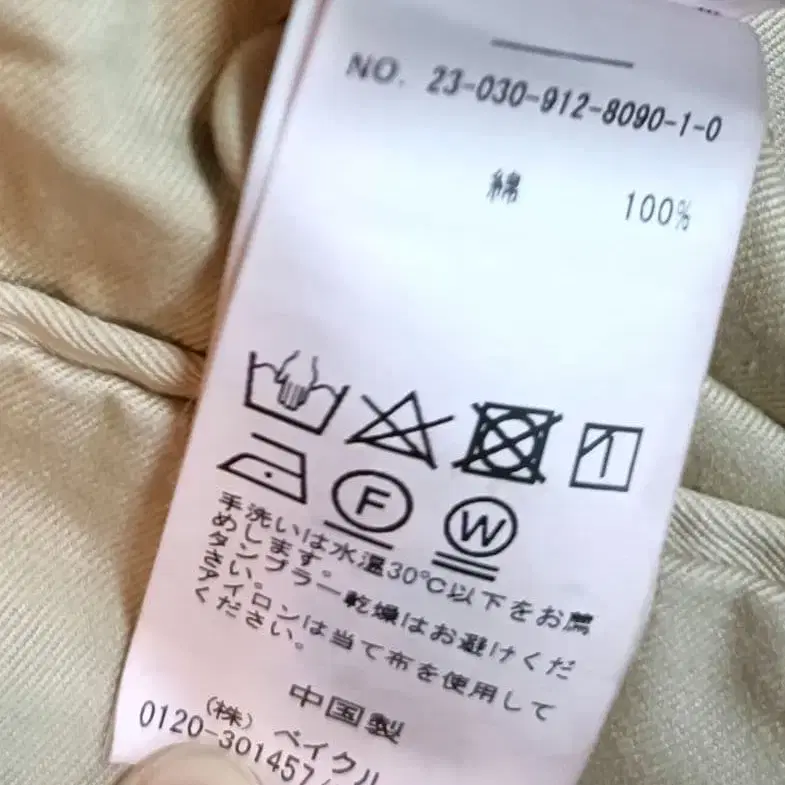 NO. 23-030-912-8090-1-0
綿 100%
F W
手洗いは水温30℃以下をお薦
めします。
タンブラー乾燥はお避けくだ
さい。
アイロンは当て布を使用して
ください。
中国製
(株) ベイクル
0120-301457